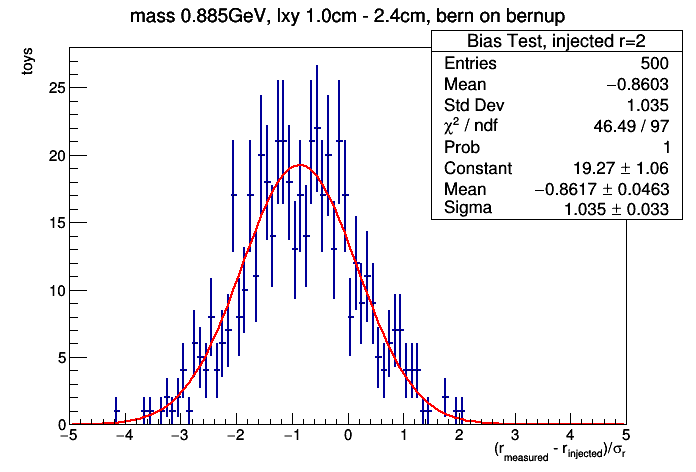 mass 0.885GeV, lxy 1.0cm - 2.4cm, bern on bernup
Bias Test, injected r=2
Entries 500
Mean −0.8603
Std Dev 1.035
χ² / ndf 46.49 / 97
Prob 1
Constant 19.27 ± 1.06
Mean −0.8617 ± 0.0463
Sigma 1.035 ± 0.033
toys
25
20
15
10
5
0
−5 −4 −3 −2 −1 0 1 2 3 4 5
(r_measured - r_injected)/σ_r